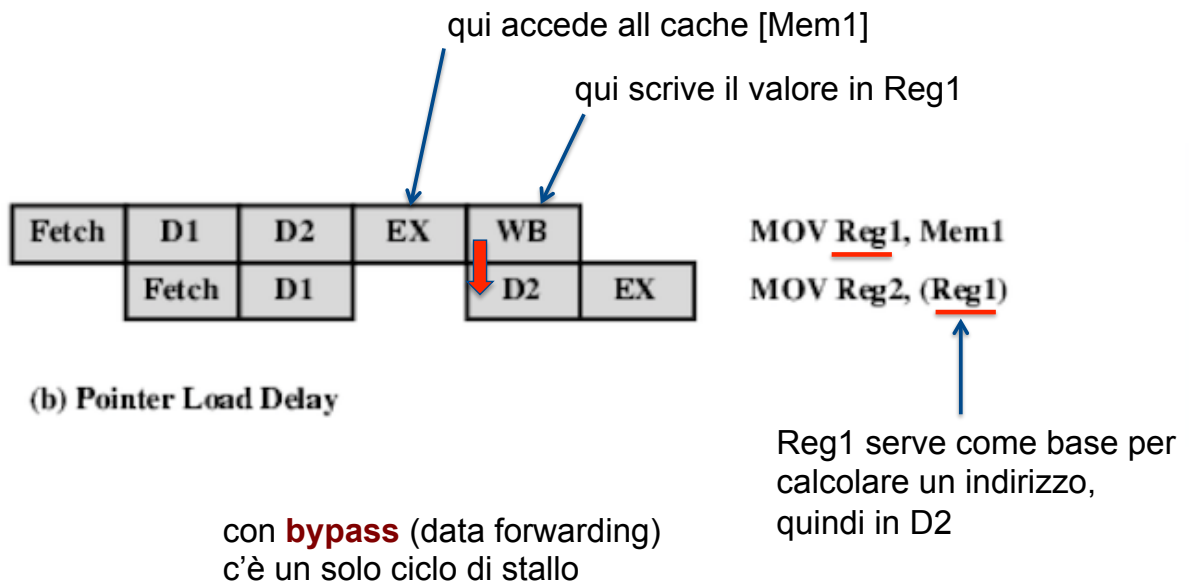 qui accede all cache [Mem1]
qui scrive il valore in Reg1
Fetch D1 D2 EX WB MOV Reg1, Mem1
Fetch D1 D2 EX MOV Reg2, (Reg1)
(b) Pointer Load Delay
Reg1 serve come base per
calcolare un indirizzo,
quindi in D2
con bypass (data forwarding)
c'è un solo ciclo di stallo